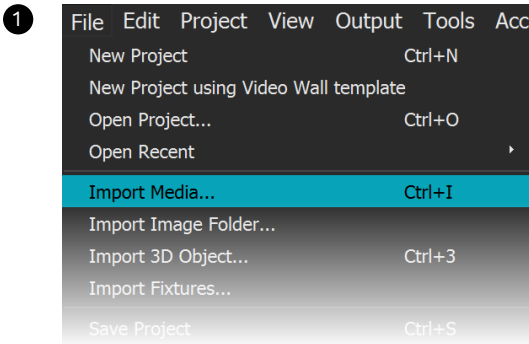 1
File Edit Project View Output Tools Acc
New Project Ctrl+N
New Project using Video Wall template
Open Project... Ctrl+O
Open Recent
Import Media... Ctrl+I
Import Image Folder...
Import 3D Object... Ctrl+3
Import Fixtures...
Save Project Ctrl+S